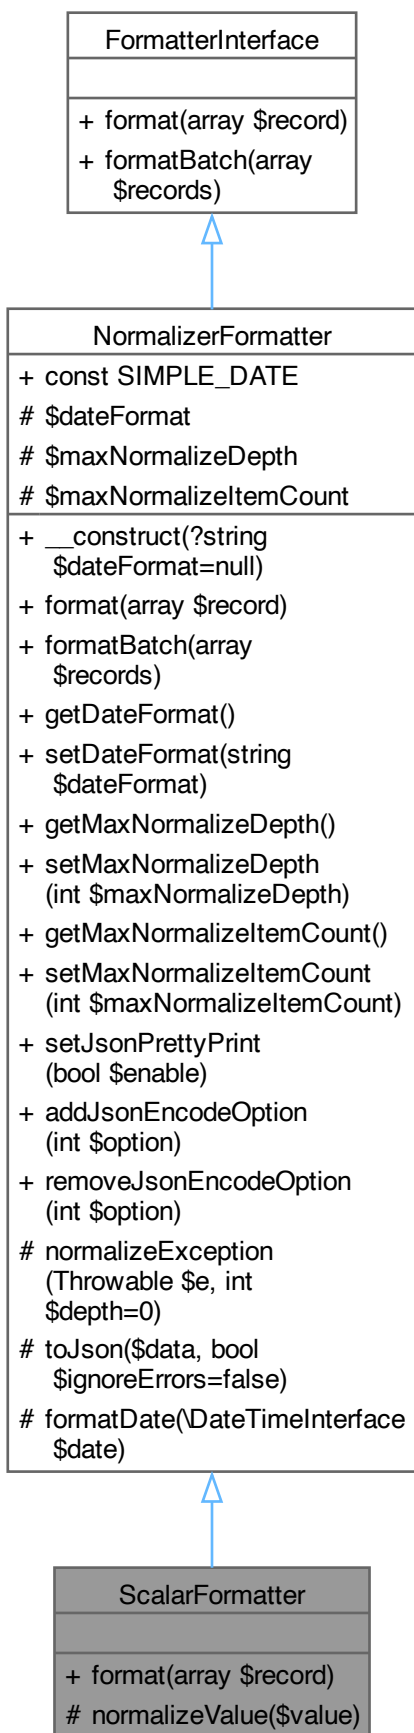 FormatterInterface
+ format(array $record)
+ formatBatch(array
$records)
NormalizerFormatter
+ const SIMPLE_DATE
# $dateFormat
# $maxNormalizeDepth
# $maxNormalizeItemCount
+ __construct(?string
$dateFormat=null)
+ format(array $record)
+ formatBatch(array
$records)
+ getDateFormat()
+ setDateFormat(string
$dateFormat)
+ getMaxNormalizeDepth()
+ setMaxNormalizeDepth
(int $maxNormalizeDepth)
+ getMaxNormalizeItemCount()
+ setMaxNormalizeItemCount
(int $maxNormalizeItemCount)
+ setJsonPrettyPrint
(bool $enable)
+ addJsonEncodeOption
(int $option)
+ removeJsonEncodeOption
(int $option)
# normalizeException
(Throwable $e, int
$depth=0)
# toJson($data, bool
$ignoreErrors=false)
# formatDate(\DateTimeInterface
$date)
ScalarFormatter
+ format(array $record)
# normalizeValue($value)